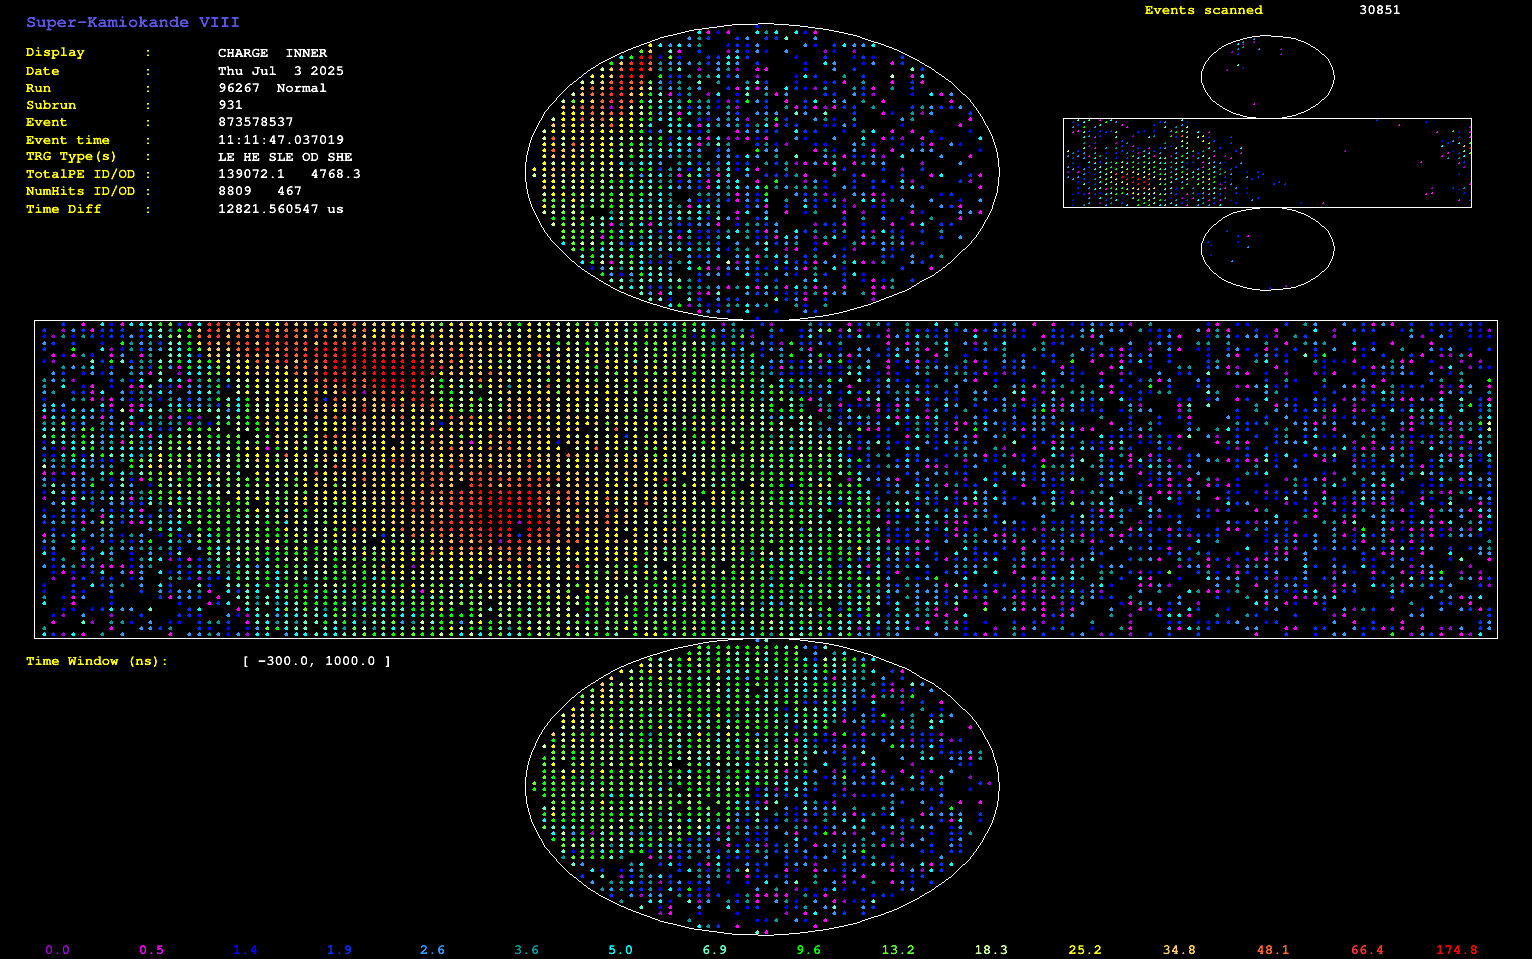 Super-Kamiokande VIII
Display : CHARGE INNER
Date : Thu Jul 3 2025
Run : 96267 Normal
Subrun : 931
Event : 873578537
Event time : 11:11:47.037019
TRG Type(s) : LE HE SLE OD SHE
TotalPE ID/OD : 139072.1 4768.3
NumHits ID/OD : 8809 467
Time Diff : 12821.560547 us
Events scanned 30851
Time Window (ns): [ -300.0, 1000.0 ]
0.0 0.5 1.4 1.9 2.6 3.6 5.0 6.9 9.6 13.2 18.3 25.2 34.8 48.1 66.4 174.8